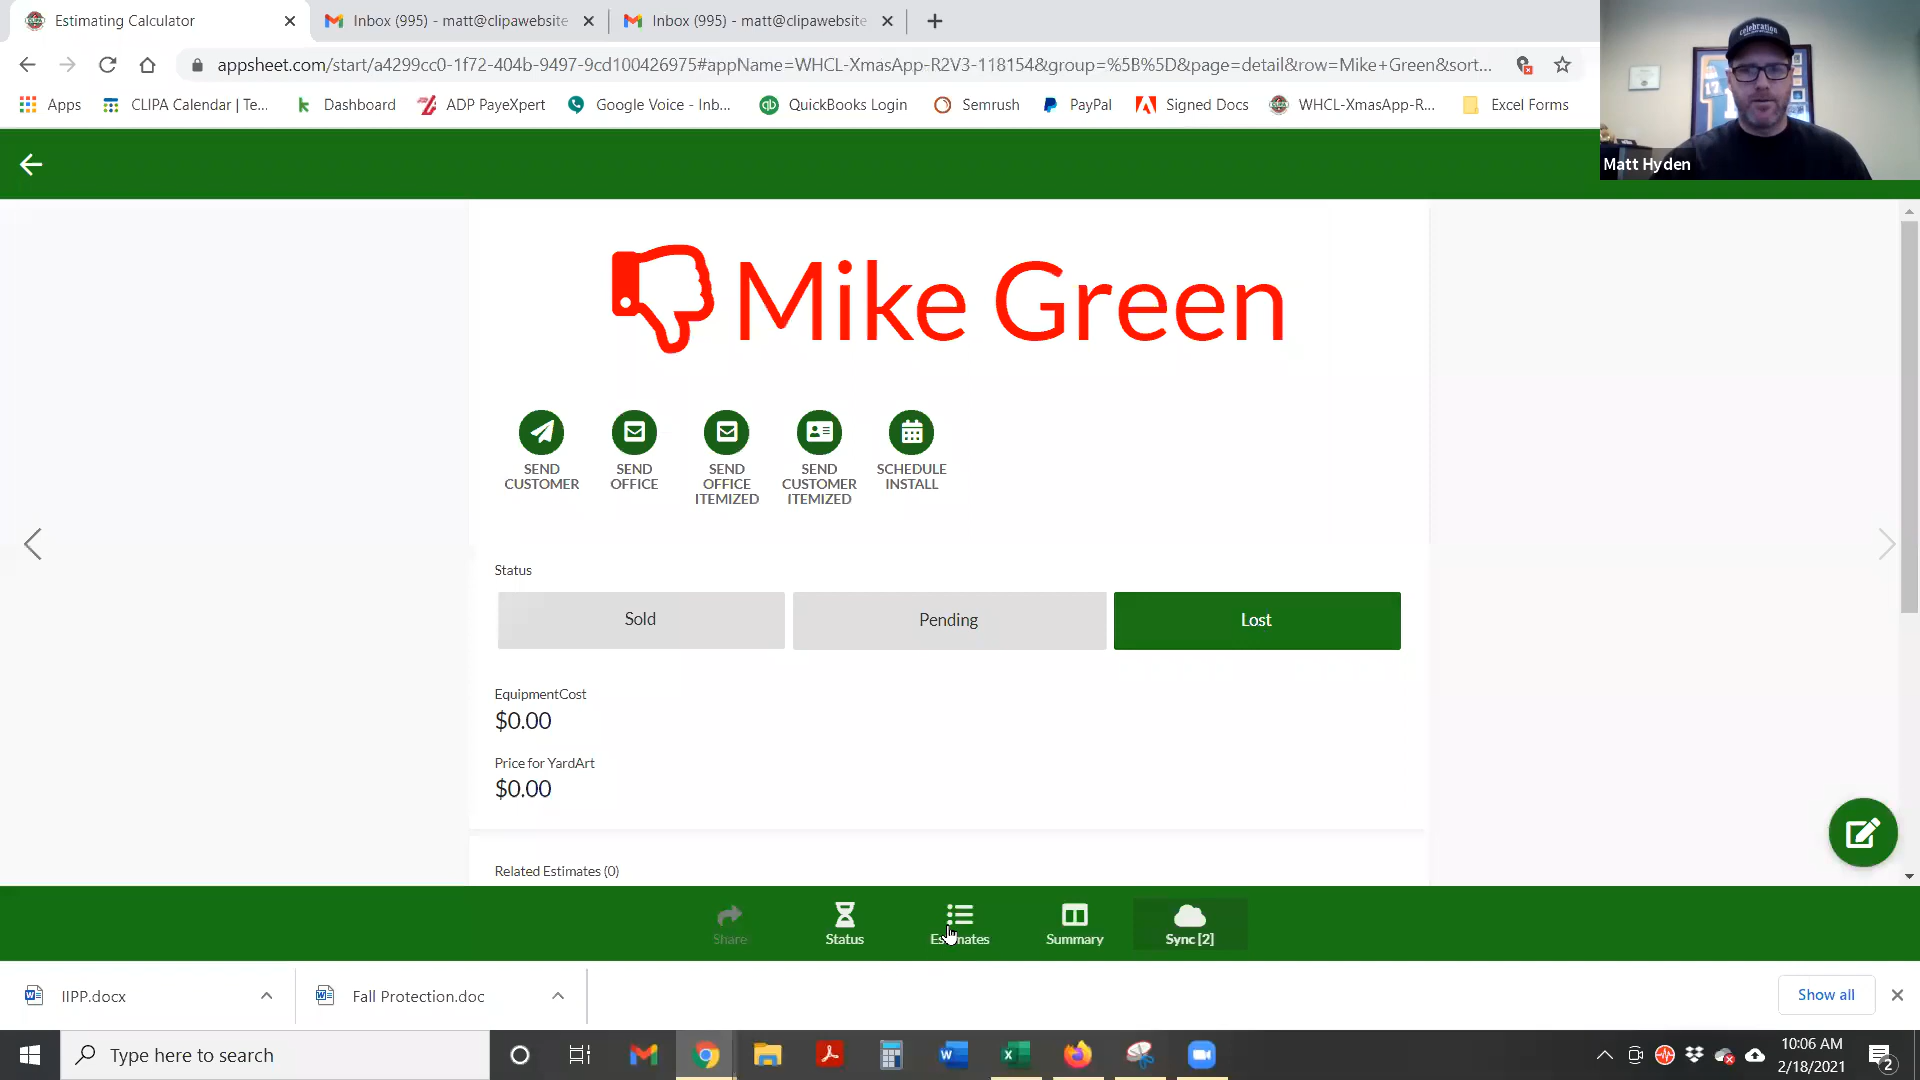 Estimating Calculator
Inbox (995) - matt@clipawebsite
Inbox (995) - matt@clipawebsite
appsheet.com/start/a4299cc0-1f72-404b-9497-9cd100426975#appName=WHCL-XmasApp-R2V3-118154&group=%5B%5D&page=detail&row=Mike+Green&sort...
Apps
CLIPA Calendar | Te...
Dashboard
ADP PayeXpert
Google Voice - Inb...
QuickBooks Login
Semrush
PayPal
Signed Docs
WHCL-XmasApp-R...
Excel Forms
celebration
Matt Hyden
Mike Green
SEND
CUSTOMER
SEND
OFFICE
SEND
OFFICE
ITEMIZED
SEND
CUSTOMER
ITEMIZED
SCHEDULE
INSTALL
Status
Sold
Pending
Lost
EquipmentCost
$0.00
Price for YardArt
$0.00
Related Estimates (0)
Share
Status
Estimates
Summary
Sync [2]
IIPP.docx
Fall Protection.doc
Show all
Type here to search
10:06 AM
2/18/2021
2